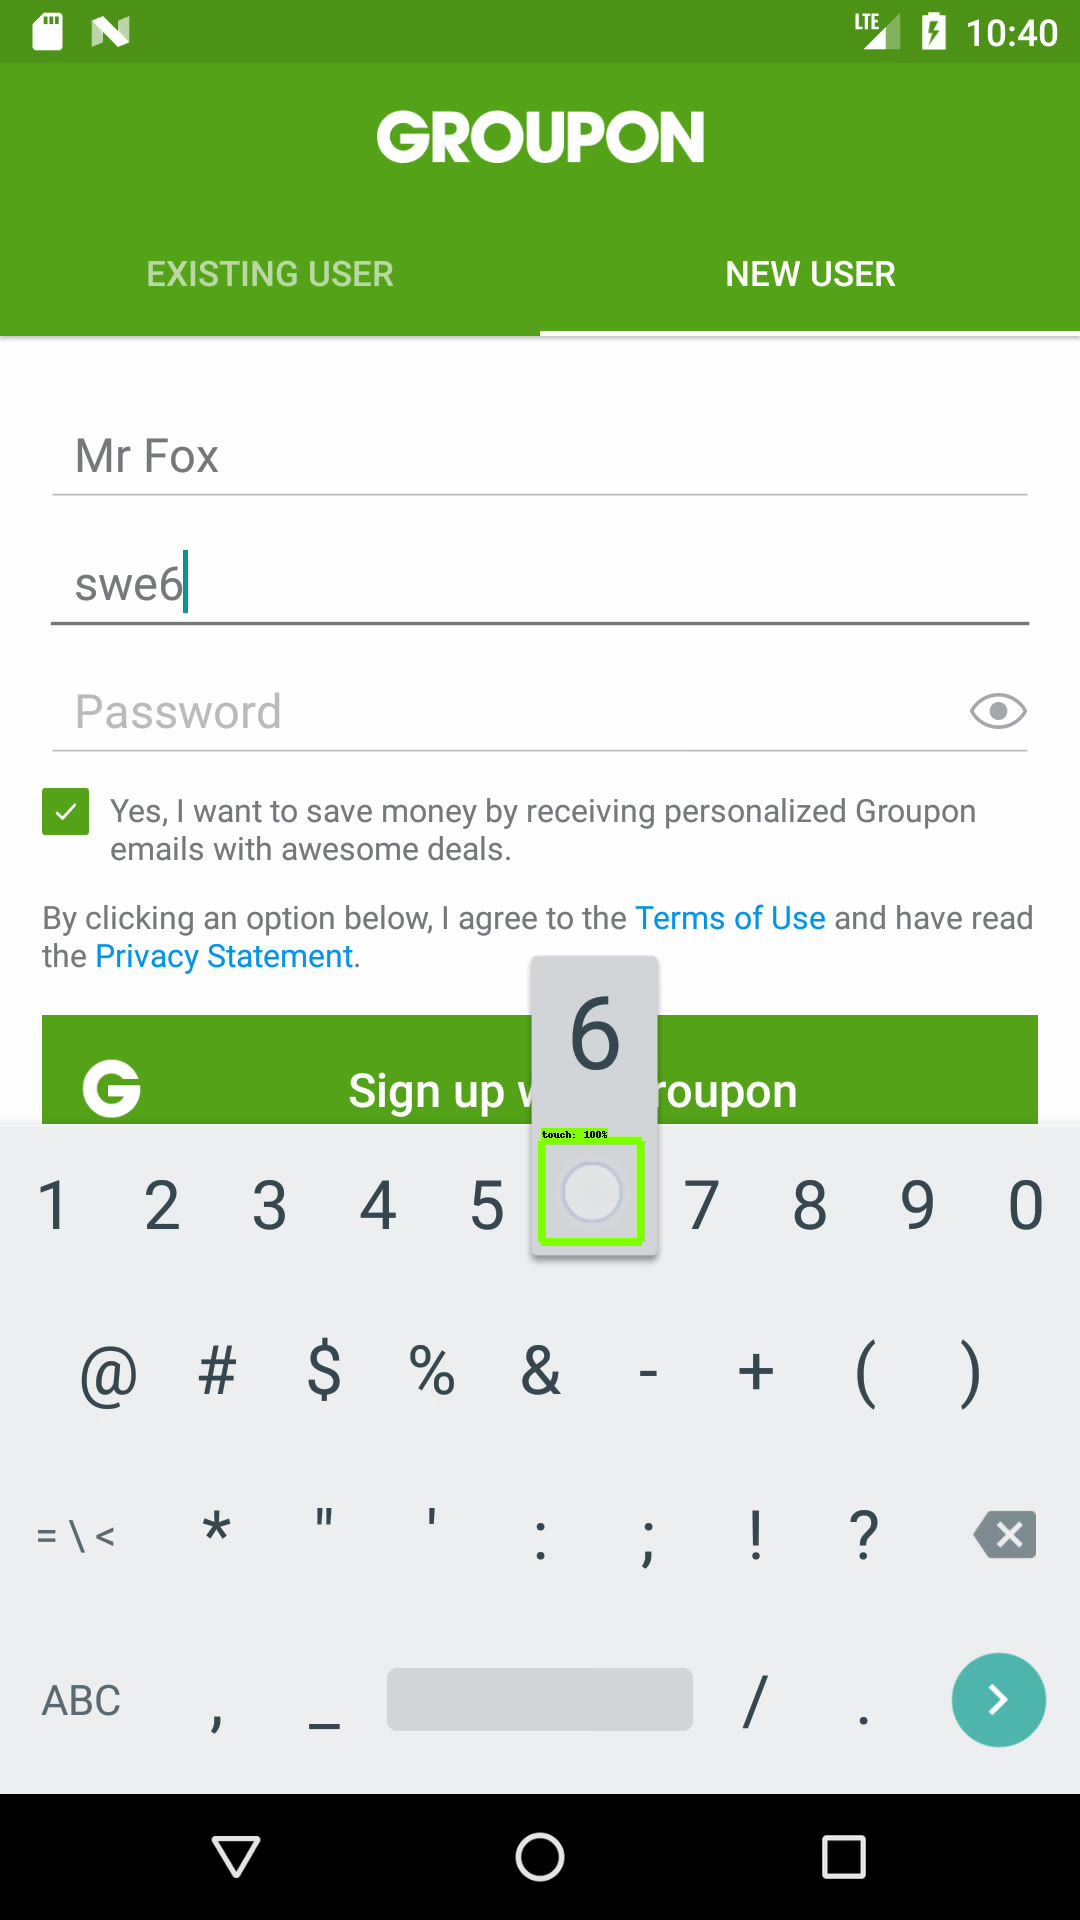 LTE 10:40
GROUPON
EXISTING USER NEW USER
Mr Fox
swe6
Password
Yes, I want to save money by receiving personalized Groupon
emails with awesome deals.
By clicking an option below, I agree to the Terms of Use and have read
the Privacy Statement.
6
G Sign up w roupon
touch: 100%
1 2 3 4 5 7 8 9 0
@ # $ % & - + ( )
= \ < * " ' : ; ! ?
ABC , _ / .